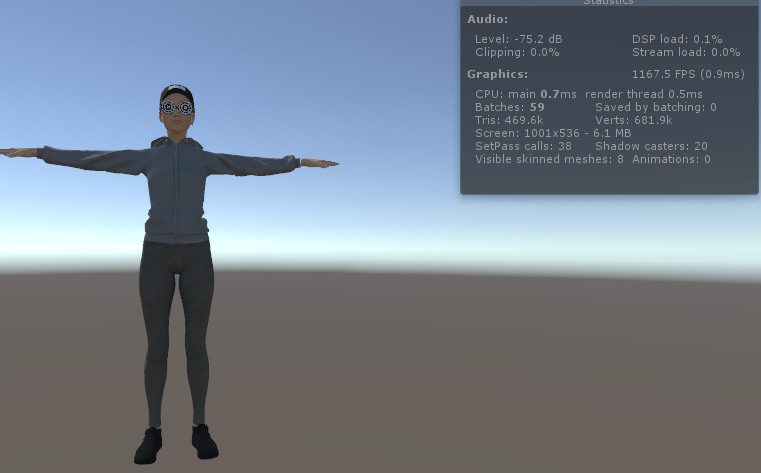 Statistics
Audio:
Level: -75.2 dB DSP load: 0.1%
Clipping: 0.0% Stream load: 0.0%
Graphics: 1167.5 FPS (0.9ms)
CPU: main 0.7ms render thread 0.5ms
Batches: 59 Saved by batching: 0
Tris: 469.6k Verts: 681.9k
Screen: 1001x536 - 6.1 MB
SetPass calls: 38 Shadow casters: 20
Visible skinned meshes: 8 Animations: 0